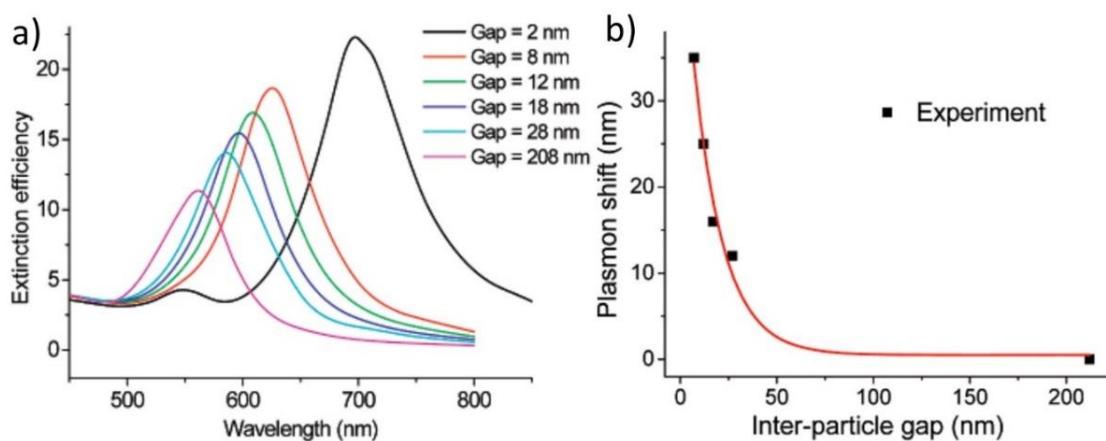 a)
Extinction efficiency
20
15
10
5
0
500 600 700 800
Wavelength (nm)
Gap = 2 nm
Gap = 8 nm
Gap = 12 nm
Gap = 18 nm
Gap = 28 nm
Gap = 208 nm
b)
Plasmon shift (nm)
30
20
10
0
Experiment
0 50 100 150 200
Inter-particle gap (nm)